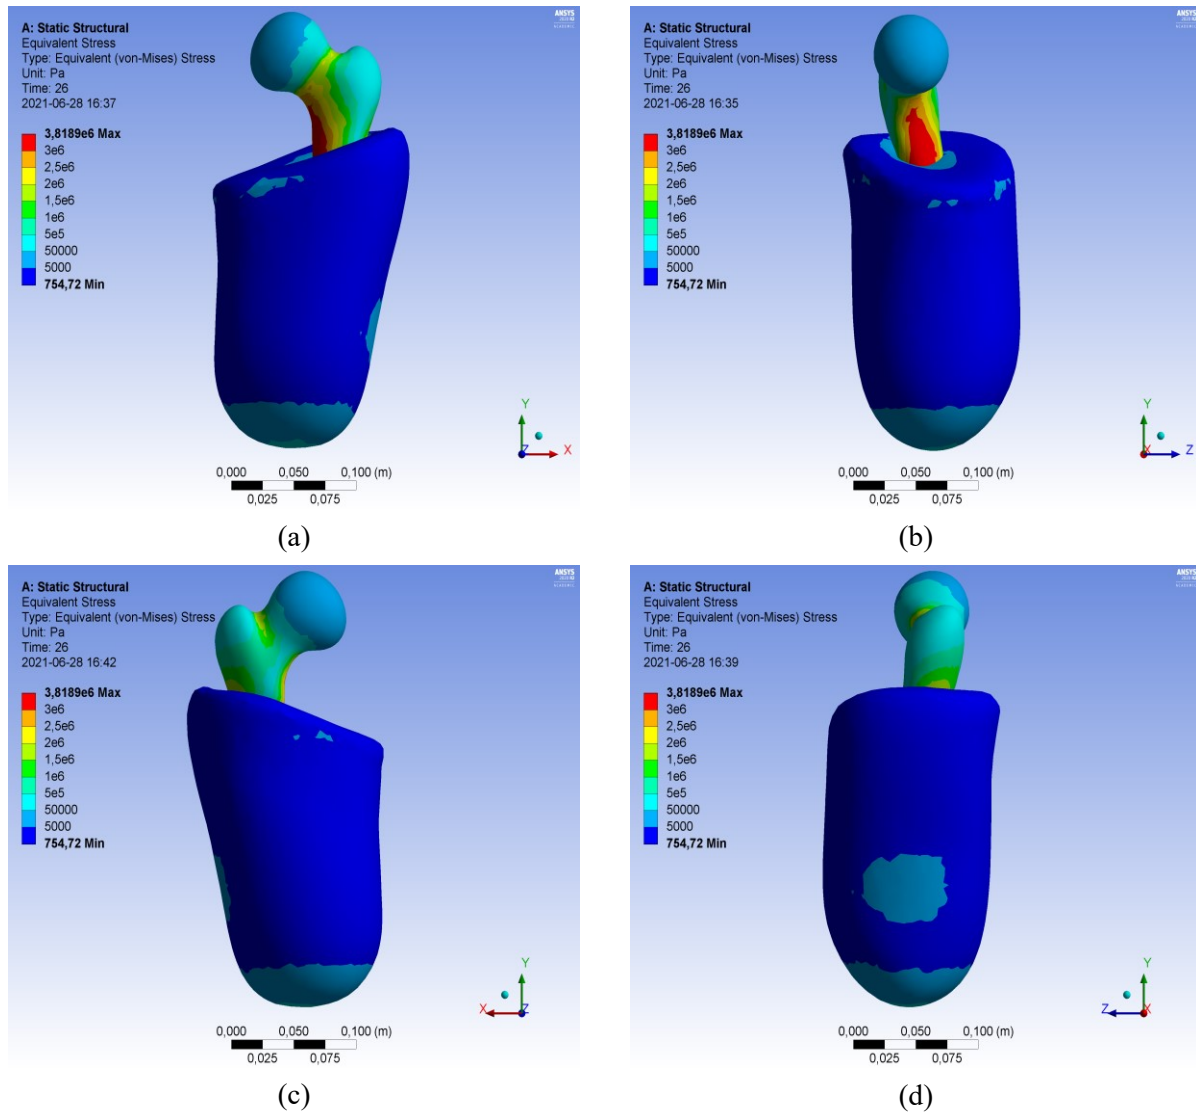 A: Static Structural
Equivalent Stress
Type: Equivalent (von-Mises) Stress
Unit: Pa
Time: 26
2021-06-28 16:37
3,8189e6 Max
3e6
2,5e6
2e6
1,5e6
1e6
5e5
50000
5000
754,72 Min
ANSYS
Y
Z
X
0,000 0,050 0,100 (m)
0,025 0,075
(a)
A: Static Structural
Equivalent Stress
Type: Equivalent (von-Mises) Stress
Unit: Pa
Time: 26
2021-06-28 16:35
3,8189e6 Max
3e6
2,5e6
2e6
1,5e6
1e6
5e5
50000
5000
754,72 Min
ANSYS
Y
X
Z
0,000 0,050 0,100 (m)
0,025 0,075
(b)
A: Static Structural
Equivalent Stress
Type: Equivalent (von-Mises) Stress
Unit: Pa
Time: 26
2021-06-28 16:42
3,8189e6 Max
3e6
2,5e6
2e6
1,5e6
1e6
5e5
50000
5000
754,72 Min
ANSYS
Y
X
Z
0,000 0,050 0,100 (m)
0,025 0,075
(c)
A: Static Structural
Equivalent Stress
Type: Equivalent (von-Mises) Stress
Unit: Pa
Time: 26
2021-06-28 16:39
3,8189e6 Max
3e6
2,5e6
2e6
1,5e6
1e6
5e5
50000
5000
754,72 Min
ANSYS
Y
Z
X
0,000 0,050 0,100 (m)
0,025 0,075
(d)